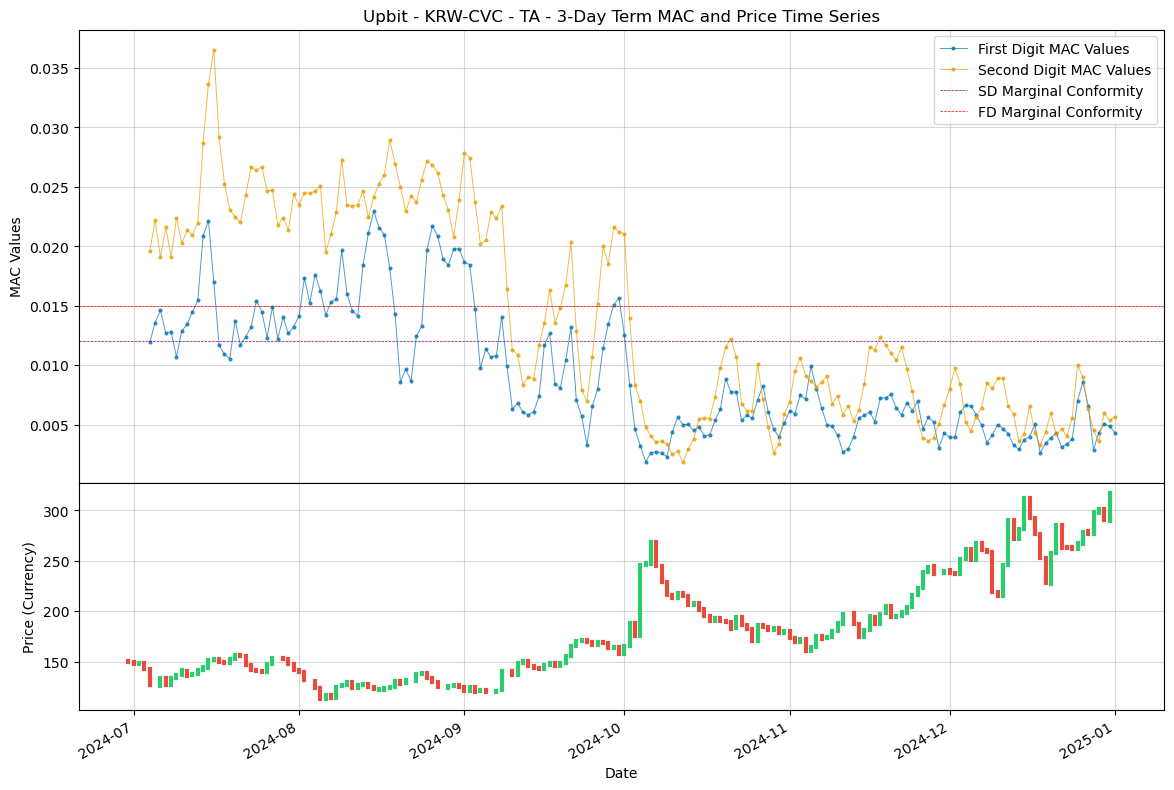 Upbit - KRW-CVC - TA - 3-Day Term MAC and Price Time Series
First Digit MAC Values
Second Digit MAC Values
SD Marginal Conformity
FD Marginal Conformity
MAC Values
0.035
0.030
0.025
0.020
0.015
0.010
0.005
Price (Currency)
300
250
200
150
2024-07
2024-08
2024-09
2024-10
2024-11
2024-12
2025-01
Date